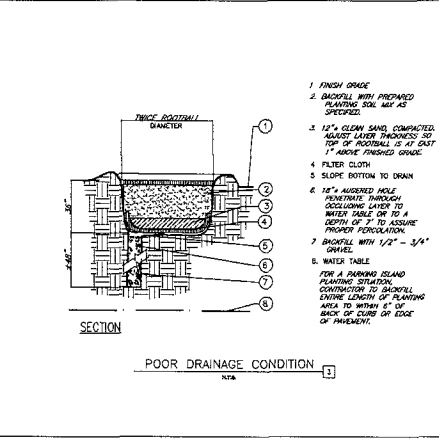 TWICE ROOTBALL
DIAMETER
1
2
3
4
5
6
7
8
36"
±48"
SECTION
1 FINISH GRADE
2. BACKFILL WITH PREPARED
PLANTING SOIL MIX AS
SPECIFIED.
3. 12"± CLEAN SAND, COMPACTED.
ADJUST LAYER THICKNESS SO
TOP OF ROOTBALL IS AT EAST
1" ABOVE FINISHED GRADE.
4 FILTER CLOTH
5 SLOPE BOTTOM TO DRAIN
6. 18"± AUGERED HOLE
PENETRATE THROUGH
OCCLUDING LAYER TO
WATER TABLE OR TO A
DEPTH OF 7' TO ASSURE
PROPER PERCOLATION.
7 BACKFILL WITH 1/2" - 3/4"
GRAVEL
8. WATER TABLE
FOR A PARKING ISLAND
PLANTING SITUATION,
CONTRACTOR TO BACKFILL
ENTIRE LENGTH OF PLANTING
AREA TO WITHIN 6" OF
BACK OF CURB OR EDGE
OF PAVEMENT.
POOR DRAINAGE CONDITION
N.T.S.
3